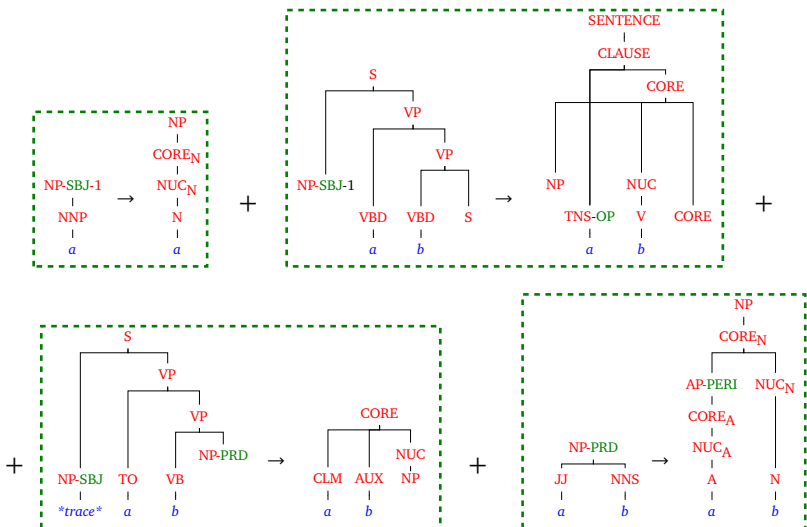 SENTENCE
CLAUSE
S CORE
NP VP
CORE_N VP
NP-SBJ-1 → NUC_N + NP-SBJ-1 → NP NUC +
NNP N VBD VBD S TNS-OP V CORE
a a a b a b
S NP
VP CORE_N
VP CORE AP-PERI NUC_N
NP-PRD NUC NP-PRD CORE_A
+ → + → NUC_A
NP-SBJ TO VB CLM AUX NP JJ NNS A N
*trace* a b a b a b a b